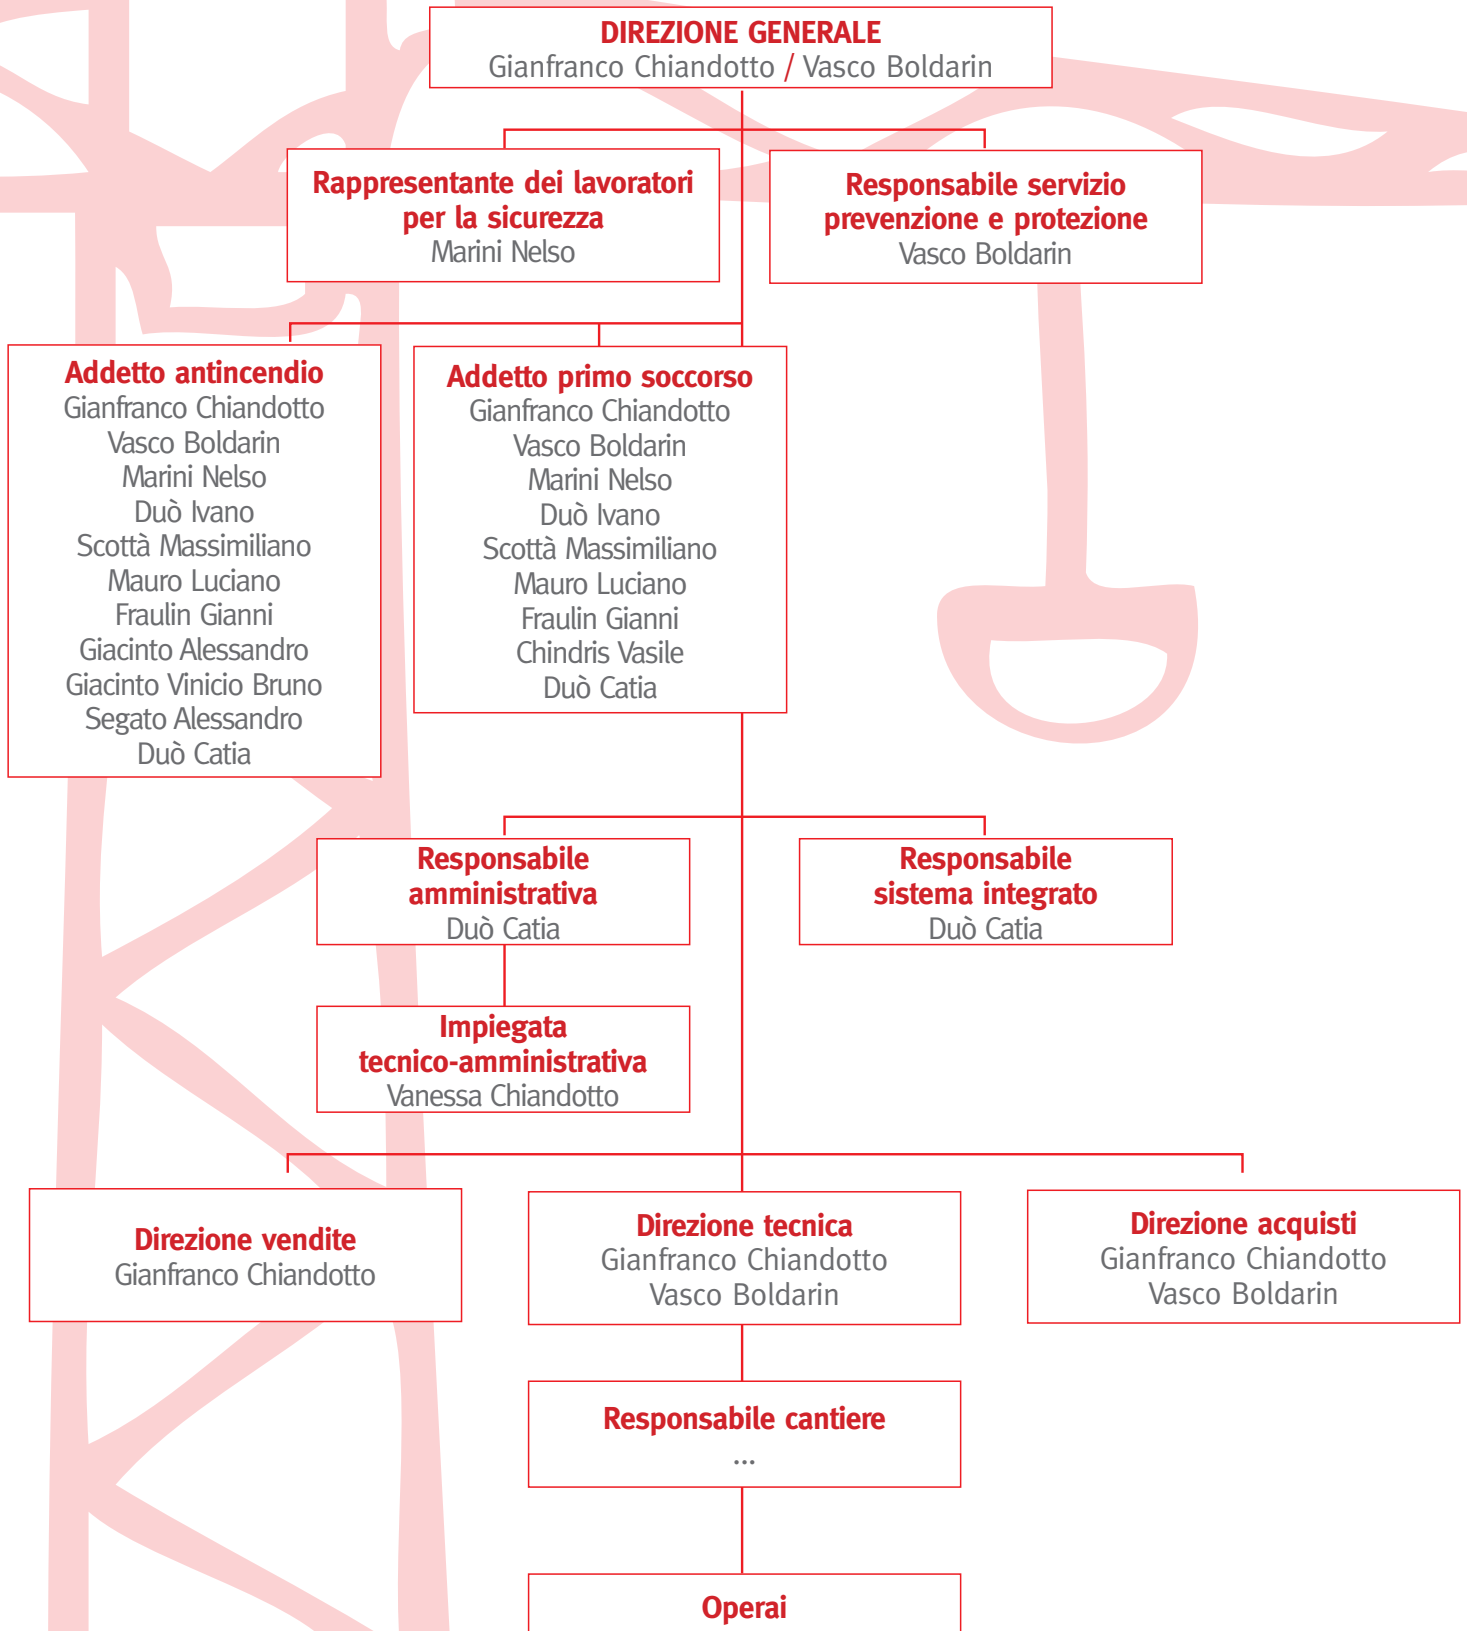 DIREZIONE GENERALE
Gianfranco Chiandotto / Vasco Boldarin
Rappresentante dei lavoratori
per la sicurezza
Marini Nelso
Responsabile servizio
prevenzione e protezione
Vasco Boldarin
Addetto antincendio
Gianfranco Chiandotto
Vasco Boldarin
Marini Nelso
Duò Ivano
Scottà Massimiliano
Mauro Luciano
Fraulin Gianni
Giacinto Alessandro
Giacinto Vinicio Bruno
Segato Alessandro
Duò Catia
Addetto primo soccorso
Gianfranco Chiandotto
Vasco Boldarin
Marini Nelso
Duò Ivano
Scottà Massimiliano
Mauro Luciano
Fraulin Gianni
Chindris Vasile
Duò Catia
Responsabile
amministrativa
Duò Catia
Responsabile
sistema integrato
Duò Catia
Impiegata
tecnico-amministrativa
Vanessa Chiandotto
Direzione vendite
Gianfranco Chiandotto
Direzione tecnica
Gianfranco Chiandotto
Vasco Boldarin
Direzione acquisti
Gianfranco Chiandotto
Vasco Boldarin
Responsabile cantiere
...
Operai